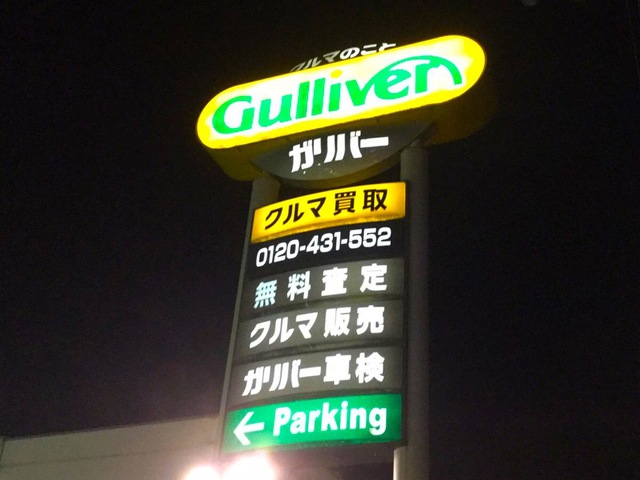 クルマのこと
Gulliver
ガリバー
クルマ買取
0120-431-552
無料査定
クルマ販売
ガリバー車検
← Parking